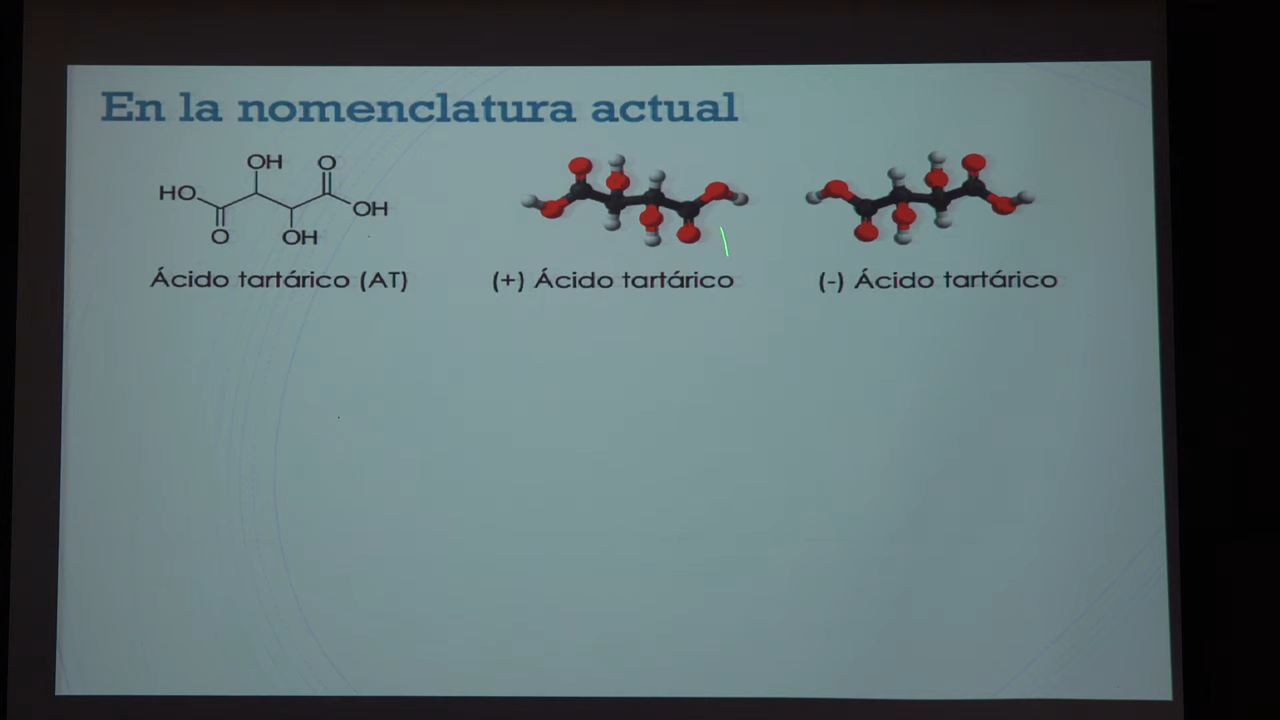 En la nomenclatura actual
OH O
HO
OH
O OH
Ácido tartárico (AT)
(+) Ácido tartárico
(-) Ácido tartárico